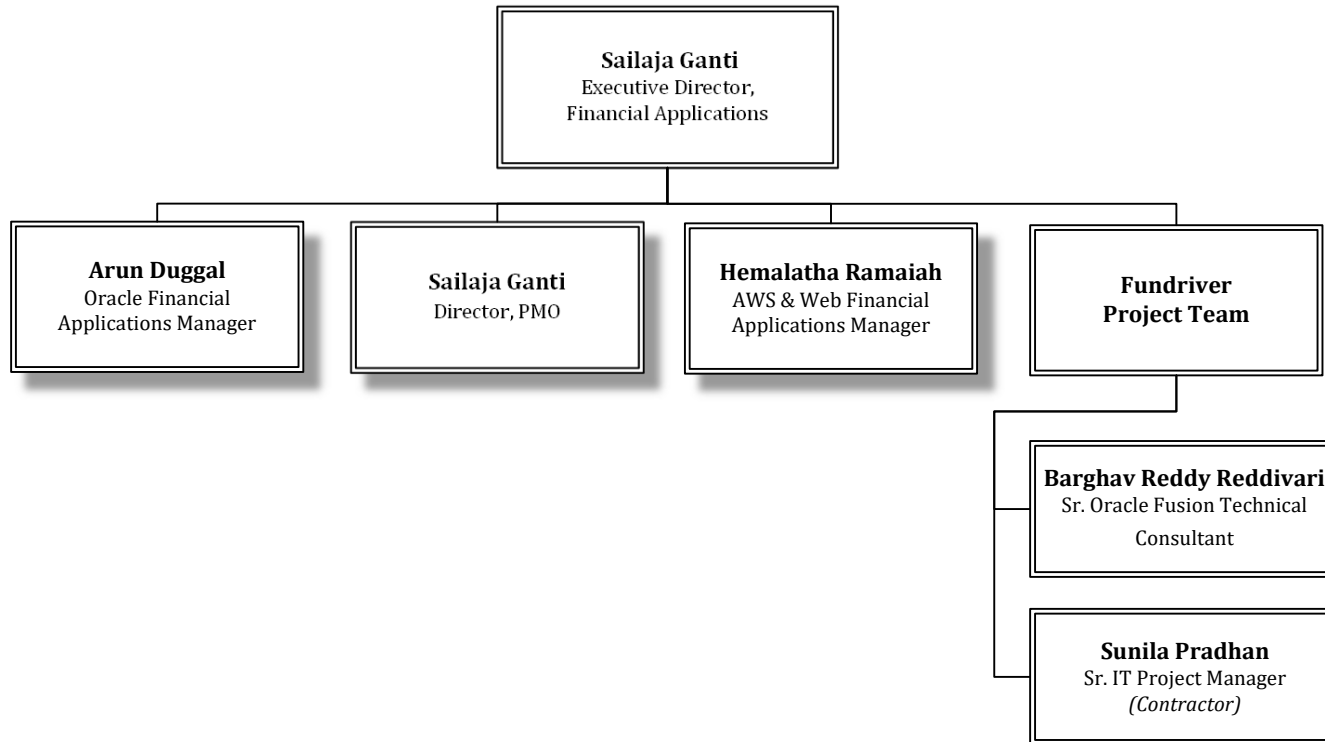 Sailaja Ganti
Executive Director,
Financial Applications
Arun Duggal
Oracle Financial
Applications Manager
Sailaja Ganti
Director, PMO
Hemalatha Ramaiah
AWS & Web Financial
Applications Manager
Fundriver
Project Team
Barghav Reddy Reddivari
Sr. Oracle Fusion Technical
Consultant
Sunila Pradhan
Sr. IT Project Manager
(Contractor)